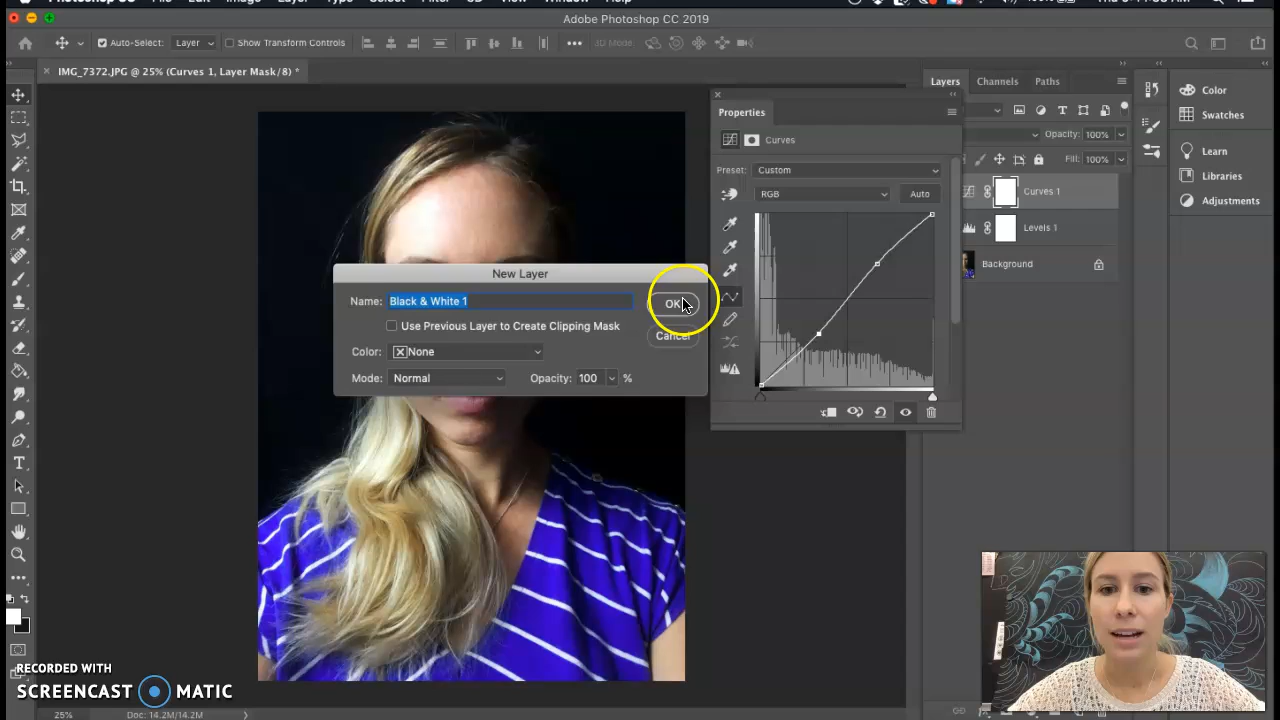 Adobe Photoshop CC 2019
Auto-Select: Layer Show Transform Controls 3D Mode:
IMG_7372.JPG @ 25% (Curves 1, Layer Mask/8) *
Layers Channels Paths
Properties
Curves
Preset: Custom
RGB Auto
Opacity: 100%
Fill: 100%
Curves 1
Levels 1
Background
Color
Swatches
Learn
Libraries
Adjustments
New Layer
Name: Black & White 1
OK
Use Previous Layer to Create Clipping Mask
Cancel
Color: None
Mode: Normal Opacity: 100 %
RECORDED WITH
SCREENCAST MATIC
25% Doc: 14.2M/14.2M